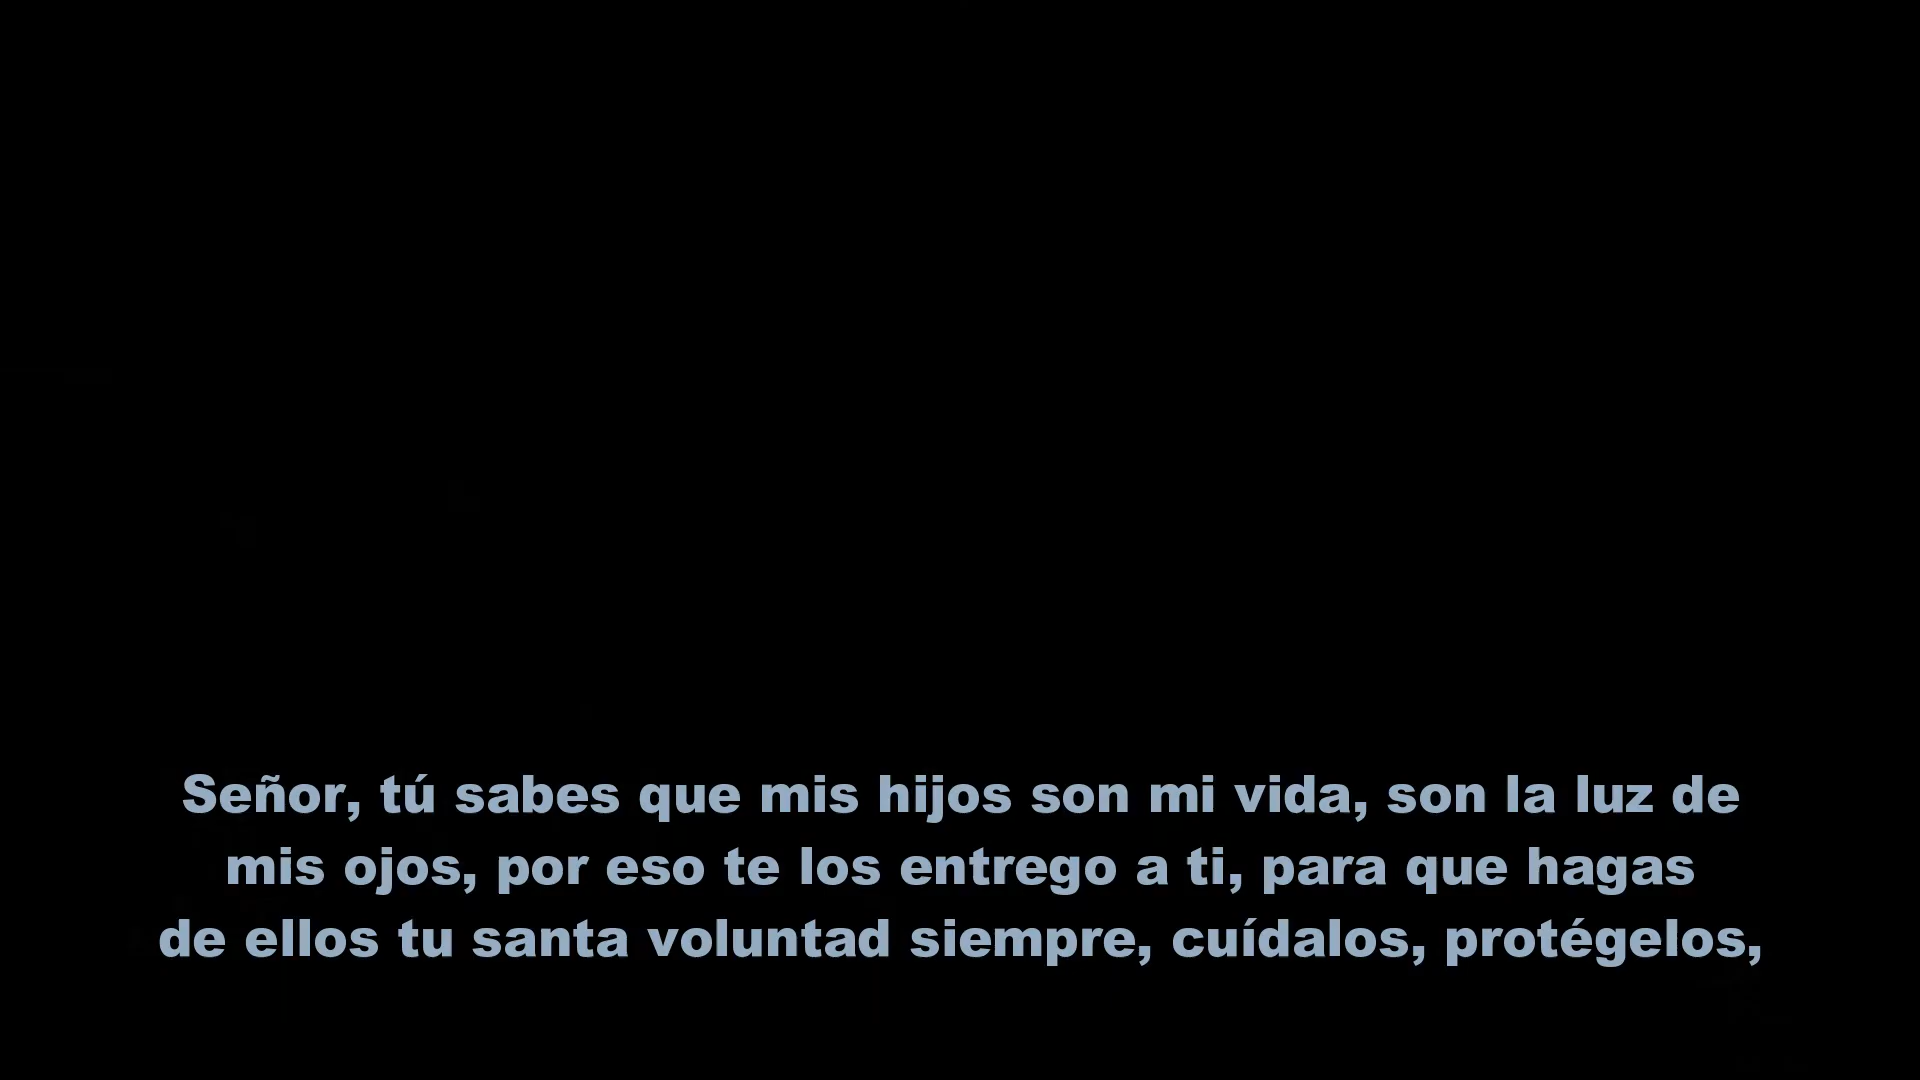 Señor, tú sabes que mis hijos son mi vida, son la luz de
mis ojos, por eso te los entrego a ti, para que hagas
de ellos tu santa voluntad siempre, cuídalos, protégelos,